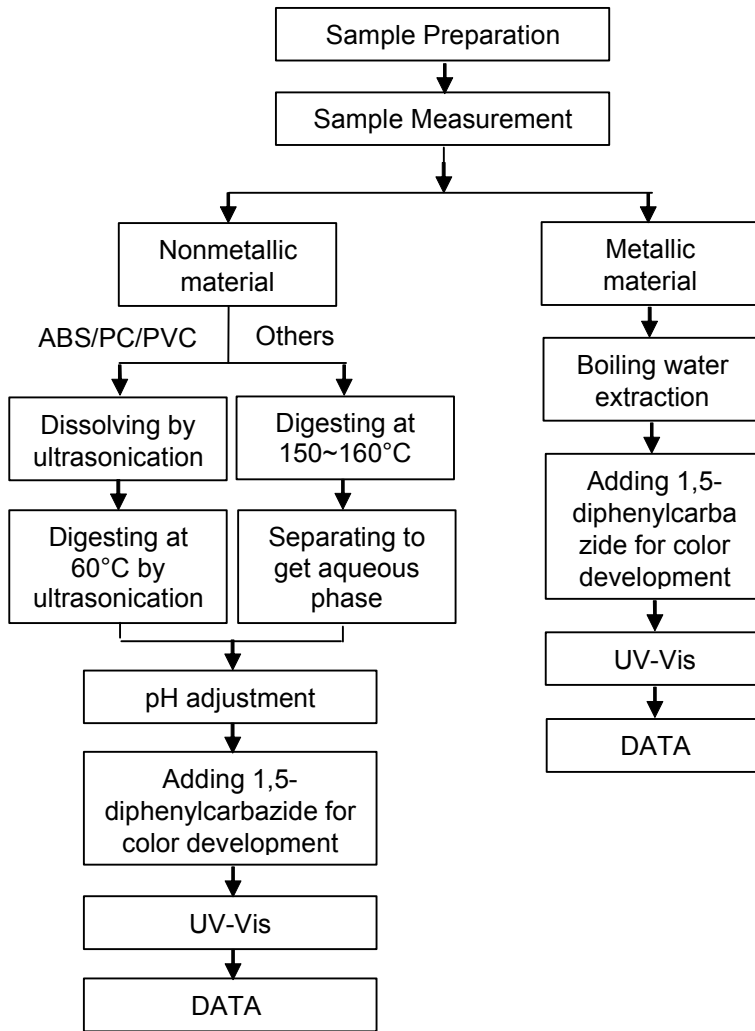 Sample Preparation
Sample Measurement
Nonmetallic
material
ABS/PC/PVC
Others
Dissolving by
ultrasonication
Digesting at
60°C by
ultrasonication
Digesting at
150~160°C
Separating to
get aqueous
phase
pH adjustment
Adding 1,5-
diphenylcarbazide for
color development
UV-Vis
DATA
Metallic
material
Boiling water
extraction
Adding 1,5-
diphenylcarba
zide for color
development
UV-Vis
DATA